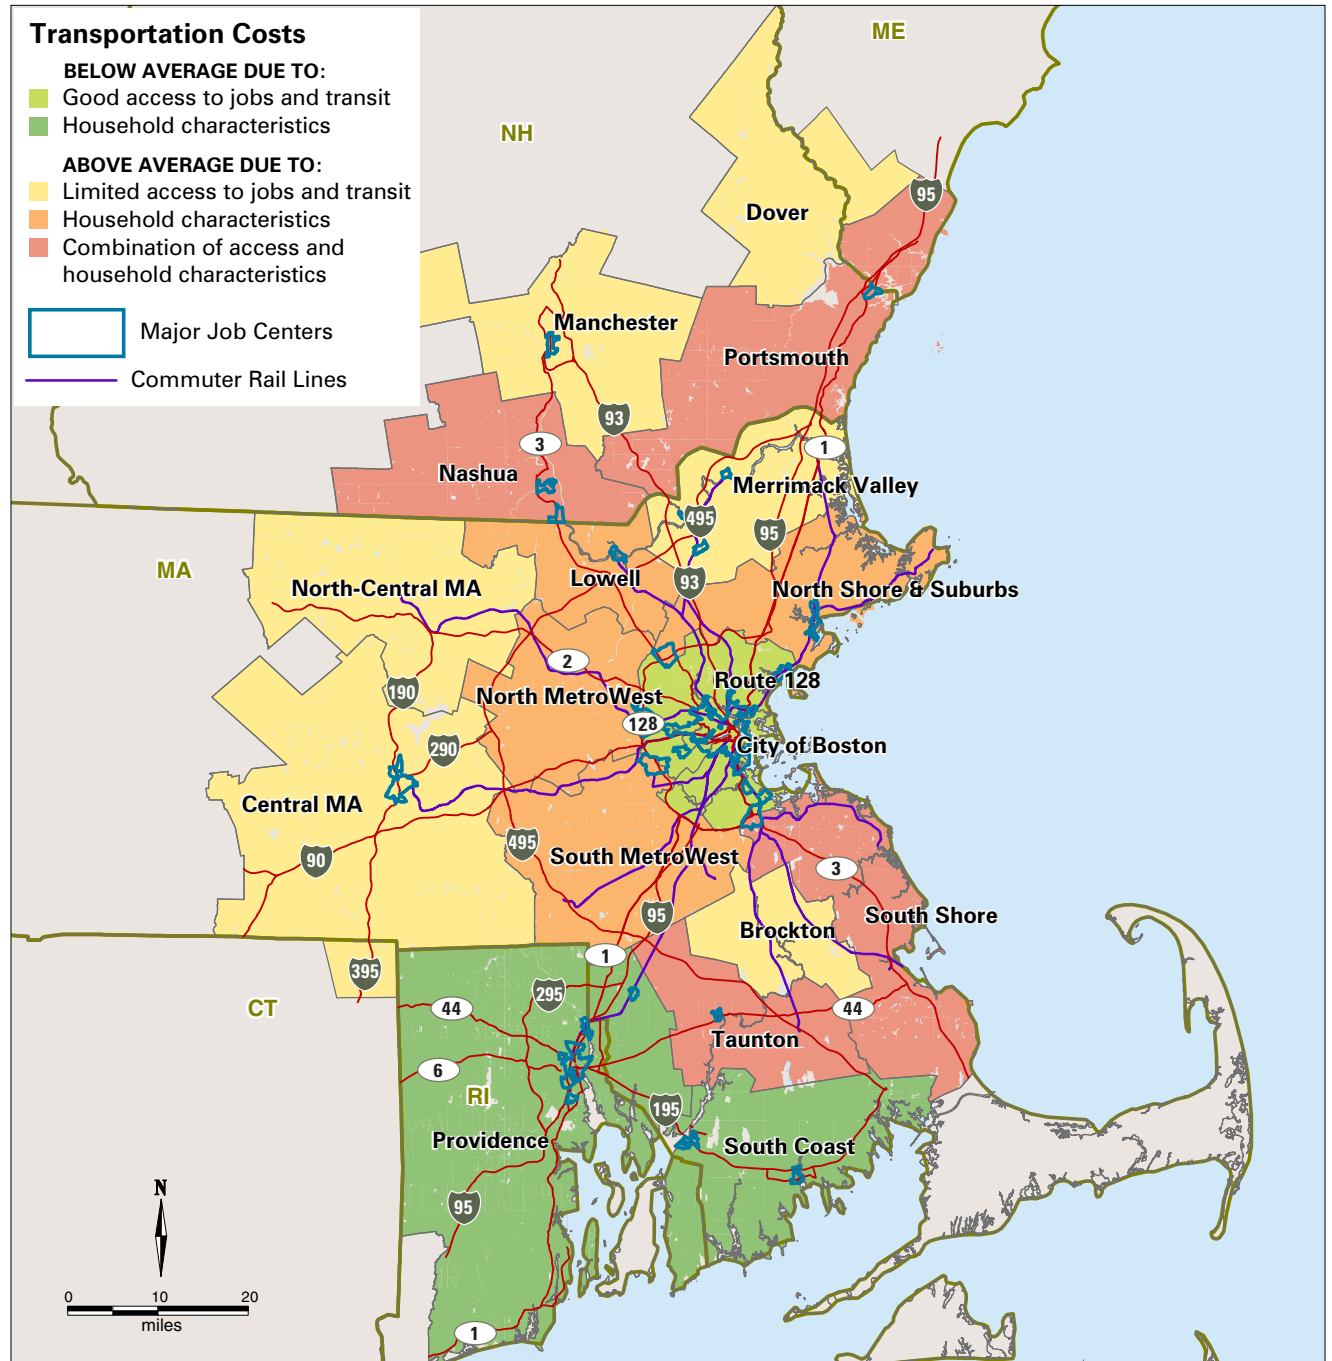 Transportation Costs
BELOW AVERAGE DUE TO:
Good access to jobs and transit
Household characteristics
ABOVE AVERAGE DUE TO:
Limited access to jobs and transit
Household characteristics
Combination of access and
household characteristics
Major Job Centers
Commuter Rail Lines
ME
NH
95
Dover
Manchester
Portsmouth
93
3
1
Nashua
Merrimack Valley
495
95
MA
Lowell
93
North-Central MA
North Shore & Suburbs
2
Route 128
190
North MetroWest
128
290
City of Boston
Central MA
495
90
South MetroWest
3
95
South Shore
Brockton
1
395
295
CT
44
44
Taunton
6
RI
195
Providence
South Coast
N
95
0 10 20
miles
1